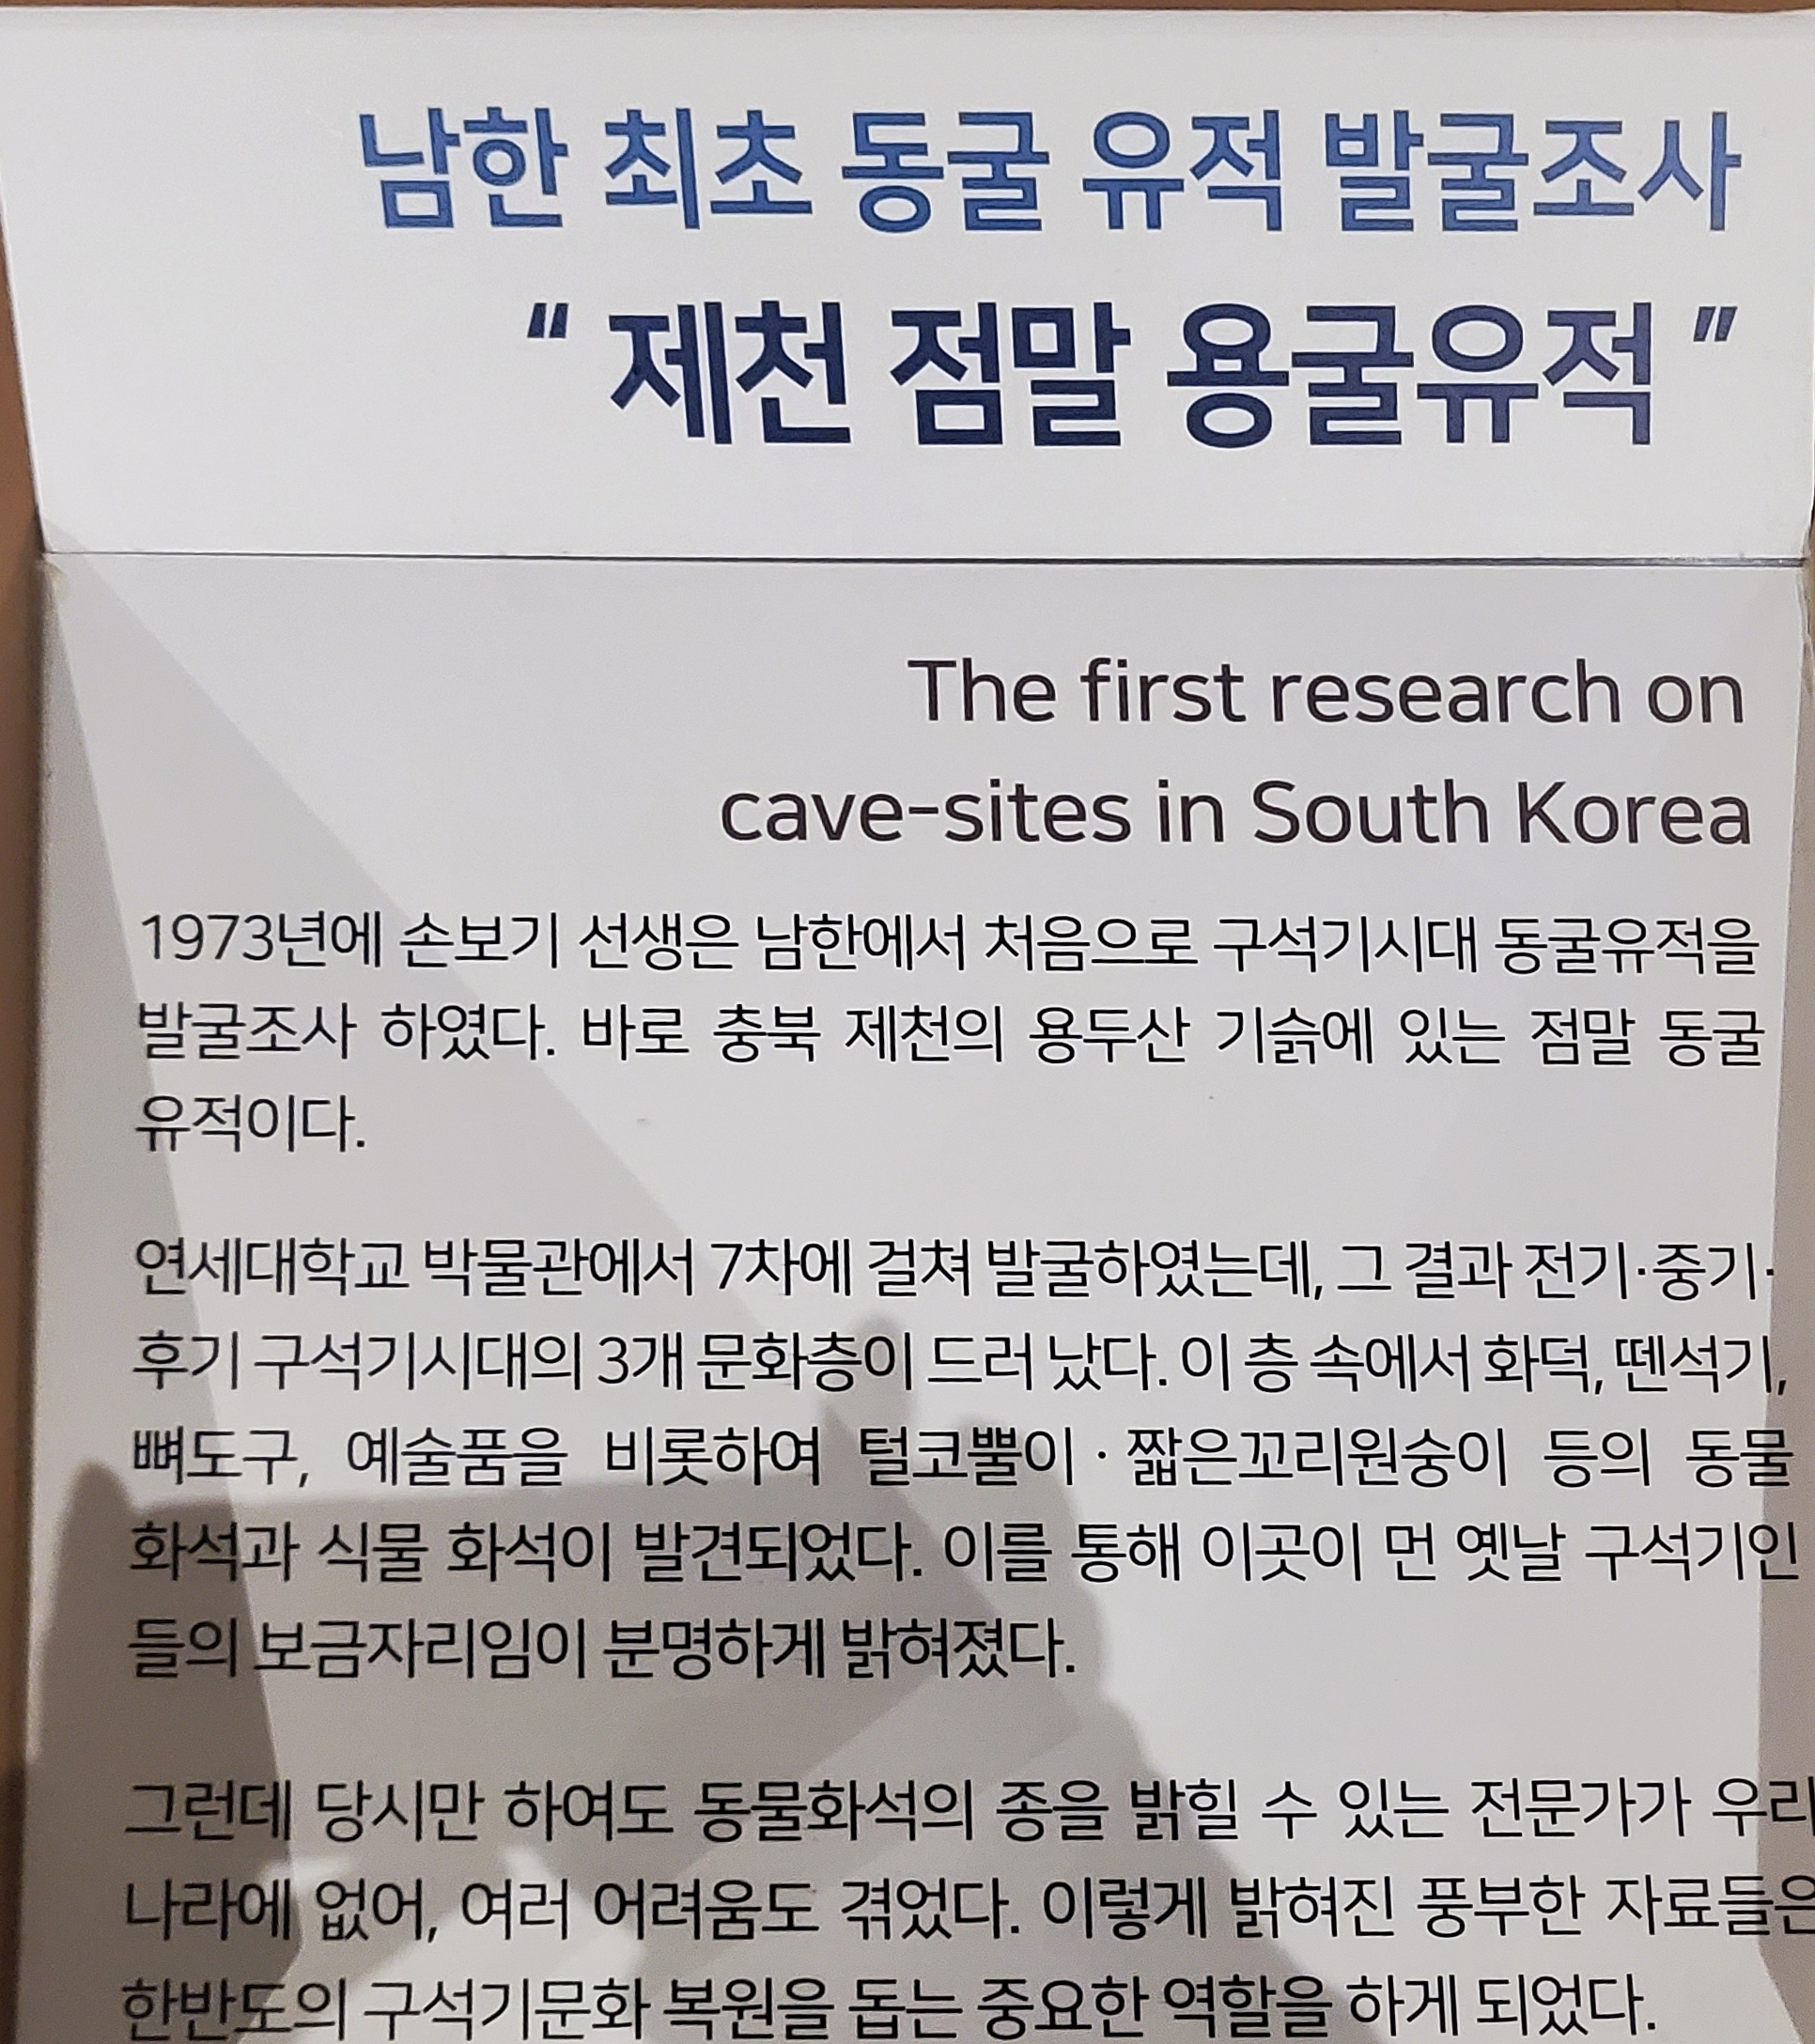 남한 최초 동굴 유적 발굴조사
“ 제천 점말 용굴유적 ”
The first research on
cave-sites in South Korea
1973년에 손보기 선생은 남한에서 처음으로 구석기시대 동굴유적을
발굴조사 하였다. 바로 충북 제천의 용두산 기슭에 있는 점말 동굴
유적이다.
연세대학교 박물관에서 7차에 걸쳐 발굴하였는데, 그 결과 전기·중기·
후기 구석기시대의 3개 문화층이 드러 났다. 이 층 속에서 화덕, 뗀석기,
뼈도구, 예술품을 비롯하여 털코뿔이 · 짧은꼬리원숭이 등의 동물
화석과 식물 화석이 발견되었다. 이를 통해 이곳이 먼 옛날 구석기인
들의 보금자리임이 분명하게 밝혀졌다.
그런데 당시만 하여도 동물화석의 종을 밝힐 수 있는 전문가가 우리
나라에 없어, 여러 어려움도 겪었다. 이렇게 밝혀진 풍부한 자료들은
한반도의 구석기문화 복원을 돕는 중요한 역할을 하게 되었다.